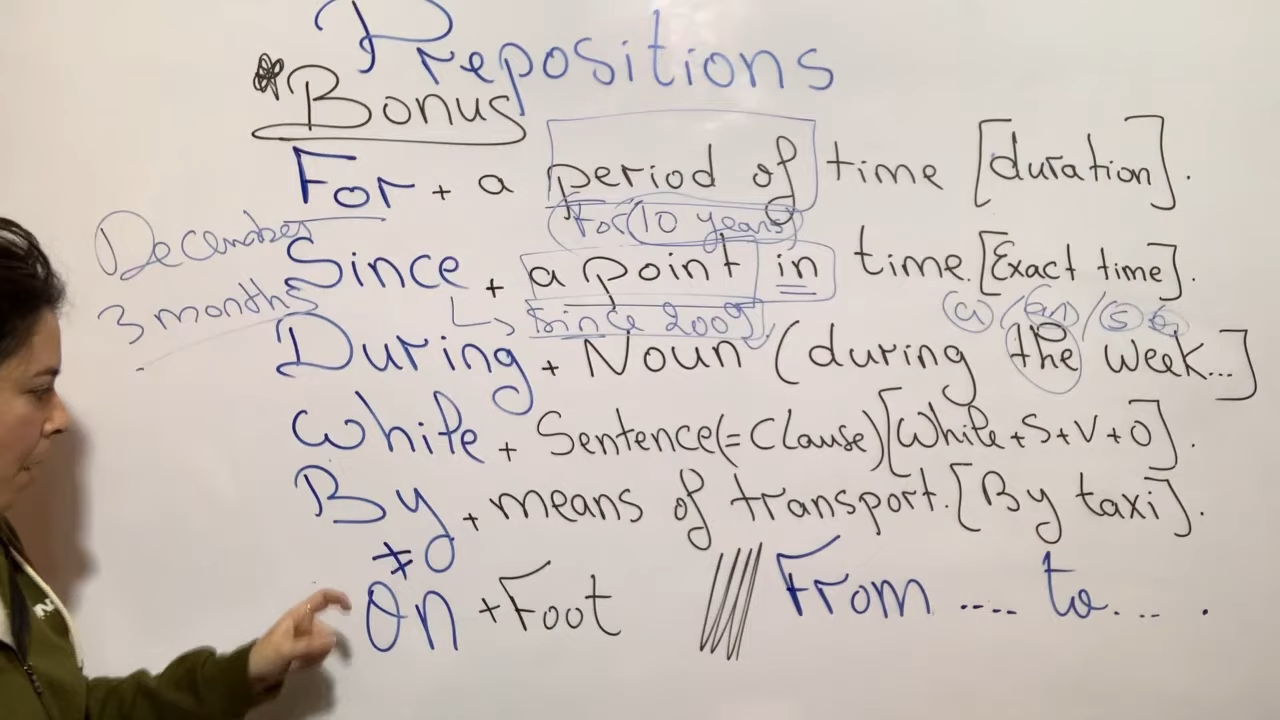 Prepositions
* Bonus
For + a period of time [duration].
For 10 years
December
Since + a point in time. [Exact time].
3 months
Since 2009
a / an / s
During + Noun (during the week...]
While + Sentence (= Clause) [While + S + V + O].
By + means of transport. [By taxi].
≠
On + Foot From .... to.... .
N